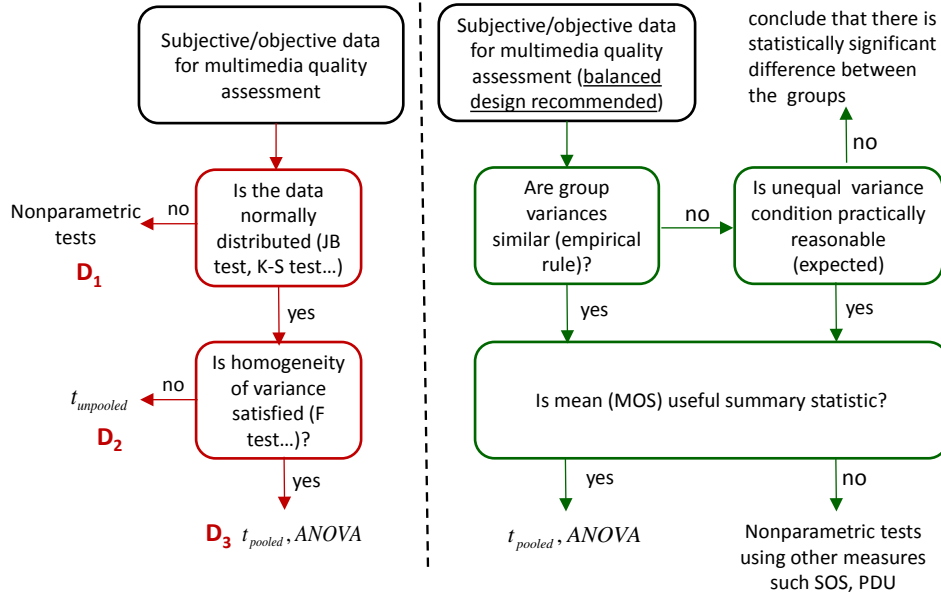 Subjective/objective data
for multimedia quality
assessment
Is the data
normally
distributed (JB
test, K-S test…)
no
Nonparametric
tests
D1
yes
Is homogeneity
of variance
satisfied (F
test…)?
no
tunpooled
D2
yes
D3 tpooled, ANOVA
Subjective/objective data
for multimedia quality
assessment (balanced
design recommended)
conclude that there is
statistically significant
difference between
the groups
no
Are group
variances
similar (empirical
rule)?
no
Is unequal variance
condition practically
reasonable
(expected)
yes
yes
Is mean (MOS) useful summary statistic?
yes
no
tpooled, ANOVA
Nonparametric tests
using other measures
such SOS, PDU